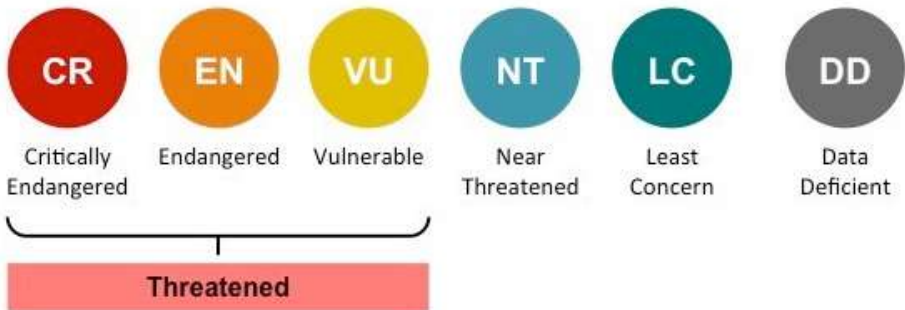 CR EN VU NT LC DD
Critically Endangered Vulnerable Near Least Data
Endangered Threatened Concern Deficient
Threatened